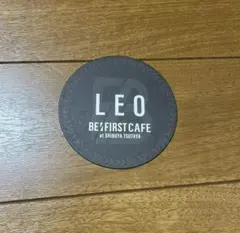 LEO
BE:FIRST CAFE
at SHIBUYA TSUTAYA